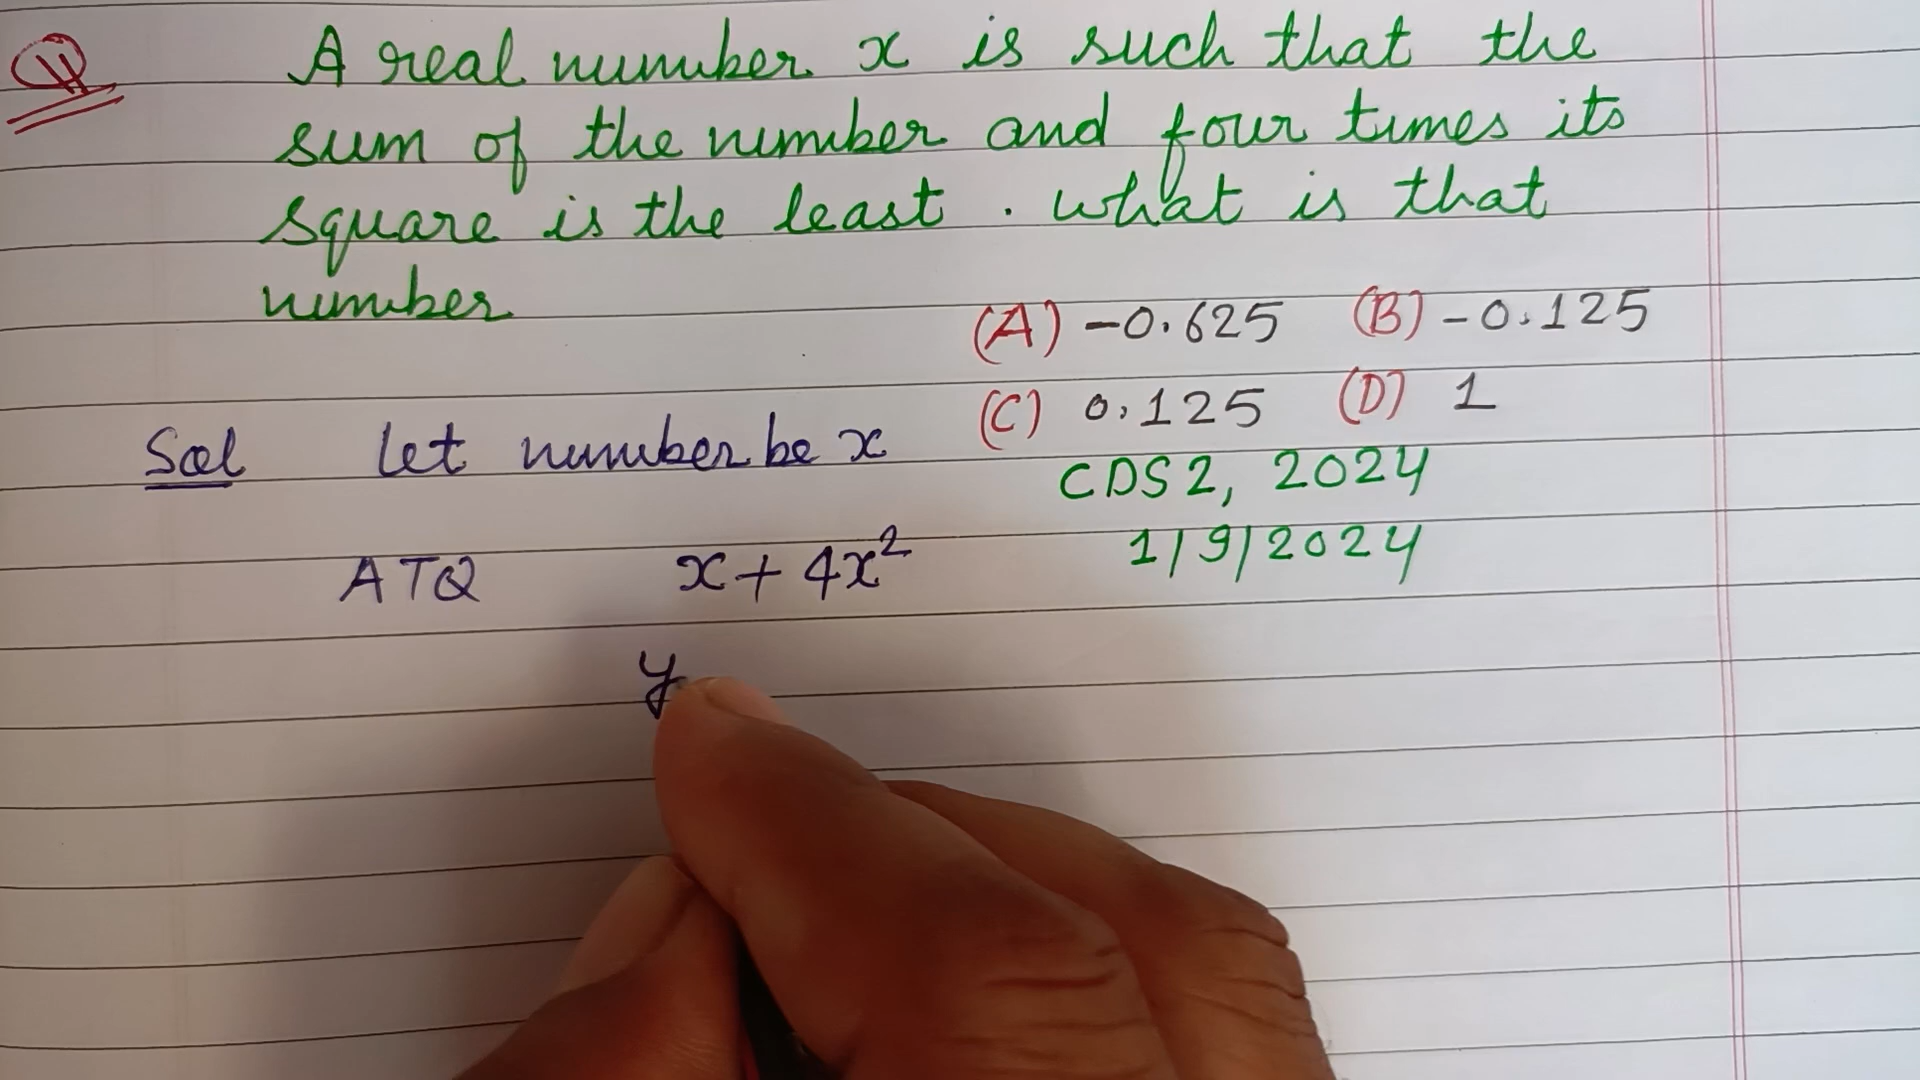 Q
A real number x is such that the
sum of the number and four times its
square is the least. What is that
number
(A) -0.625 (B) -0.125
(C) 0.125 (D) 1
CDS 2, 2024
1/9/2024
Sol let number be x
ATQ x + 4x²
y